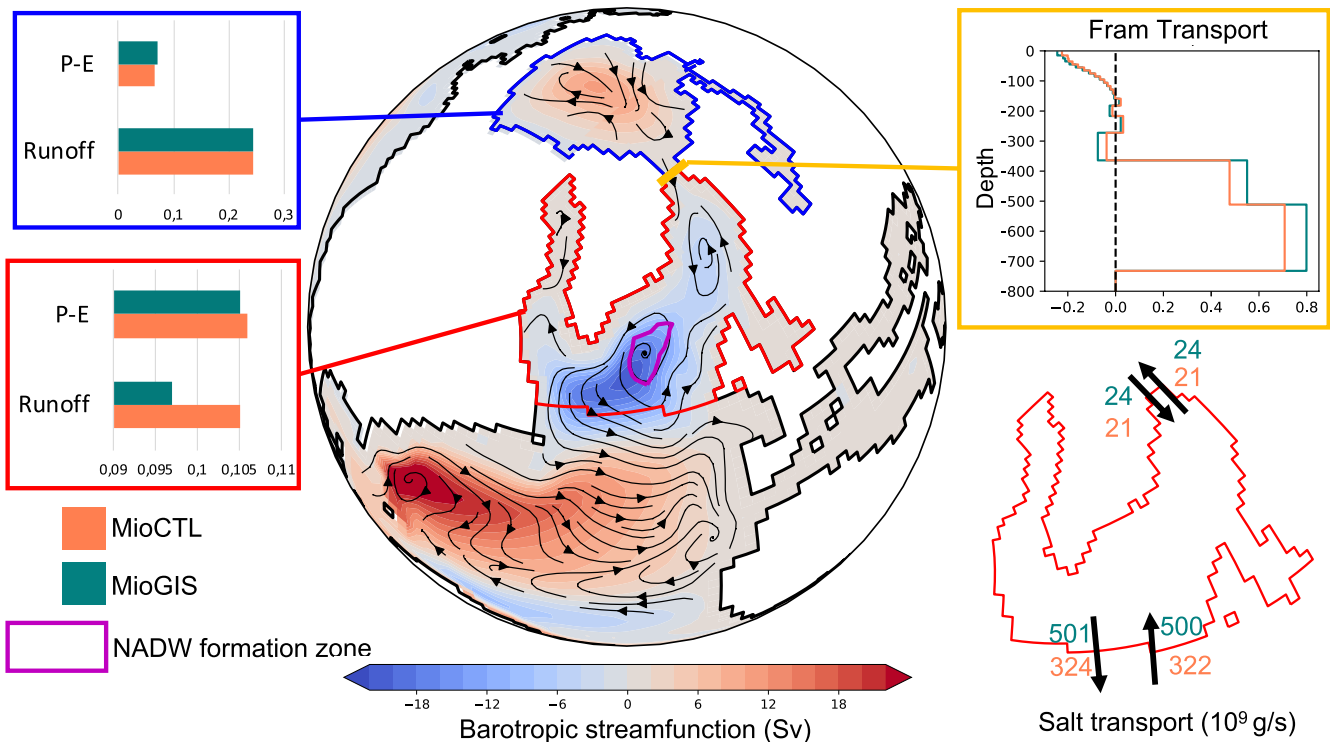 P-E
Runoff
0 0,1 0,2 0,3
P-E
Runoff
0,09 0,095 0,1 0,105 0,11
MioCTL
MioGIS
NADW formation zone
−18 −12 −6 0 6 12 18
Barotropic streamfunction (Sv)
Fram Transport
Depth
0
−100
−200
−300
−400
−500
−600
−700
−800
−0.2 0.0 0.2 0.4 0.6 0.8
24
21
24
21
501
324
500
322
Salt transport (10⁹ g/s)